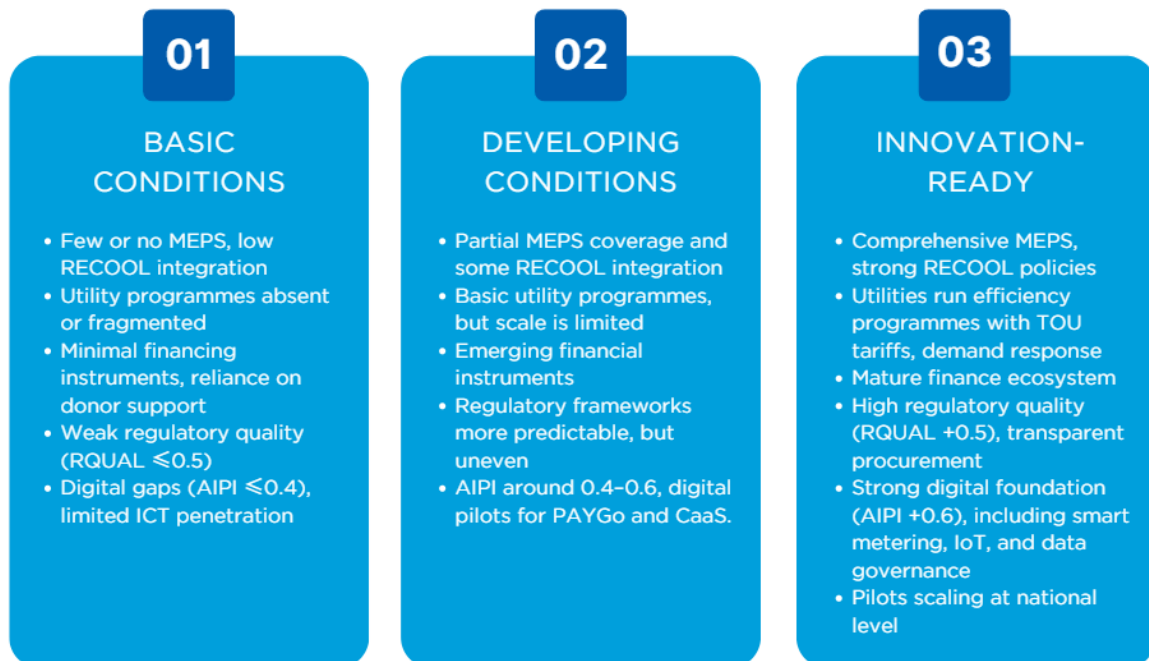 01
BASIC
CONDITIONS
• Few or no MEPS, low
RECOOL integration
• Utility programmes absent
or fragmented
• Minimal financing
instruments, reliance on
donor support
• Weak regulatory quality
(RQUAL ⩽0.5)
• Digital gaps (AIPI ⩽0.4),
limited ICT penetration
02
DEVELOPING
CONDITIONS
• Partial MEPS coverage and
some RECOOL integration
• Basic utility programmes,
but scale is limited
• Emerging financial
instruments
• Regulatory frameworks
more predictable, but
uneven
• AIPI around 0.4–0.6, digital
pilots for PAYGo and CaaS.
03
INNOVATION-
READY
• Comprehensive MEPS,
strong RECOOL policies
• Utilities run efficiency
programmes with TOU
tariffs, demand response
• Mature finance ecosystem
• High regulatory quality
(RQUAL +0.5), transparent
procurement
• Strong digital foundation
(AIPI +0.6), including smart
metering, IoT, and data
governance
• Pilots scaling at national
level